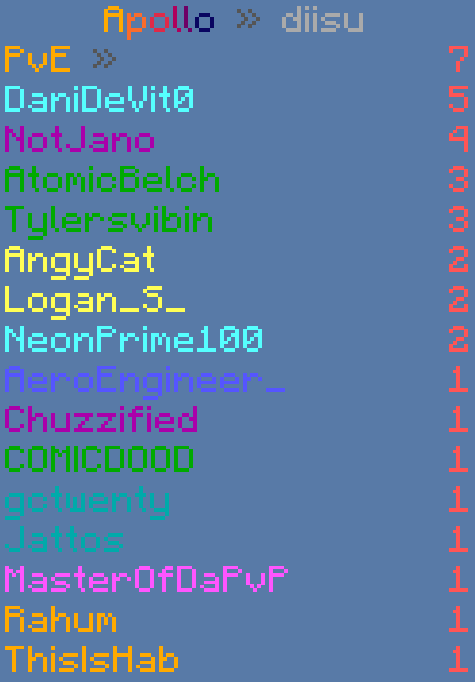 Apollo » diisu
PvE » 7
DaniDeVit0 5
NotJano 4
AtomicBelch 3
Tylersvibin 3
AngyCat 2
Logan_S_ 2
NeonPrime100 2
AeroEngineer_ 1
Chuzzified 1
COMICDOOD 1
gotwenty 1
Jattos 1
MasterOfDaPvP 1
Rahum 1
ThisIsHab 1